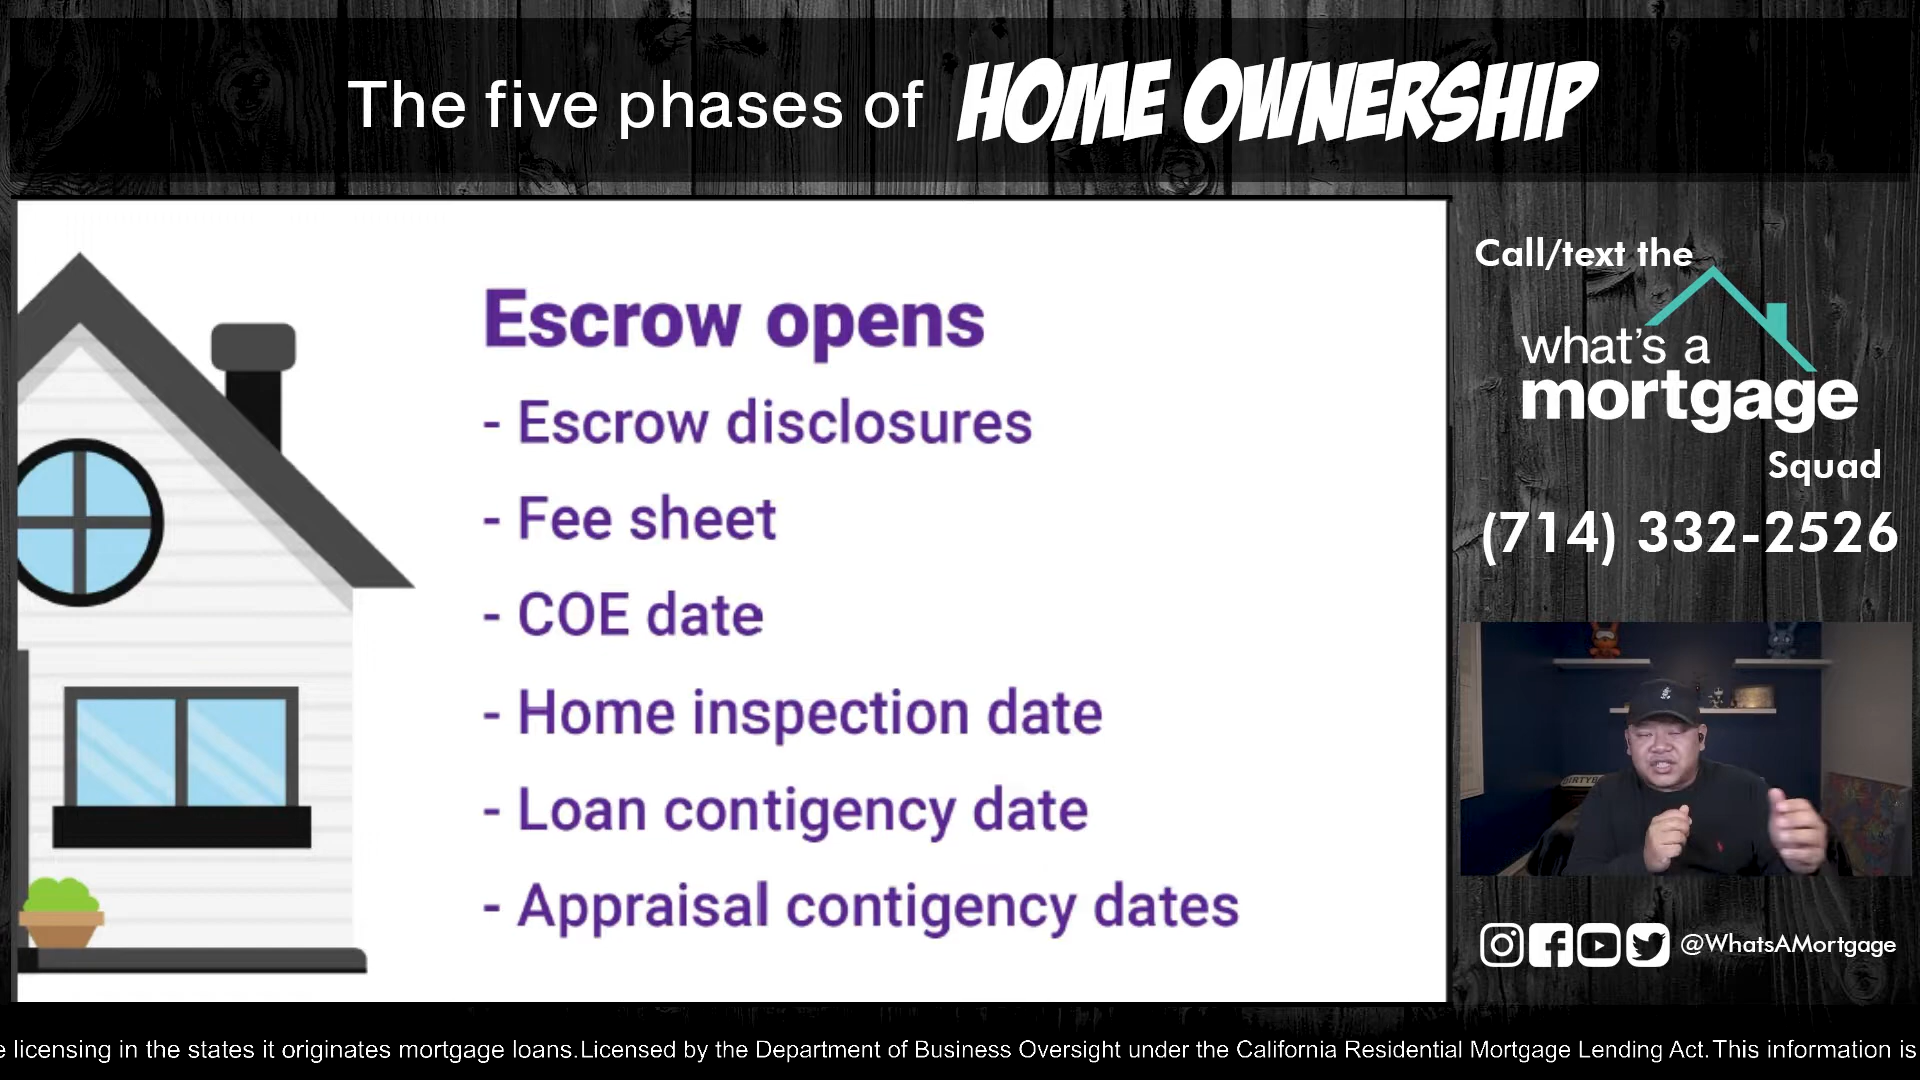 The five phases of HOME OWNERSHIP
Escrow opens
- Escrow disclosures
- Fee sheet
- COE date
- Home inspection date
- Loan contigency date
- Appraisal contigency dates
Call/text the
what's a
mortgage
Squad
(714) 332-2526
@WhatsAMortgage
licensing in the states it originates mortgage loans.Licensed by the Department of Business Oversight under the California Residential Mortgage Lending Act.This information is